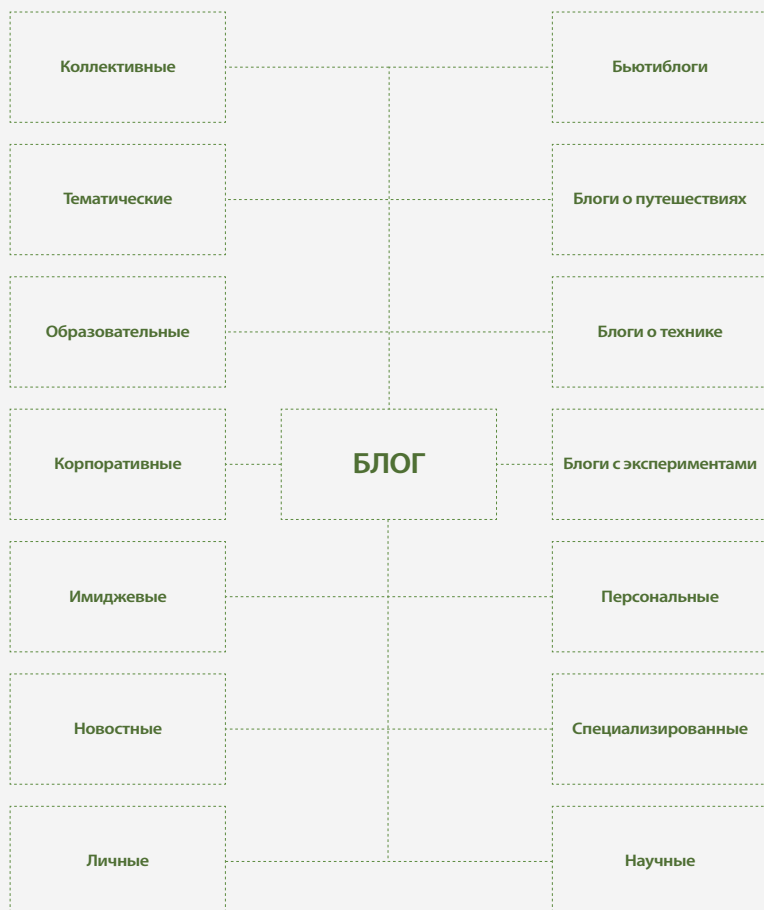 Коллективные
Бьютиблоги
Тематические
Блоги о путешествиях
Образовательные
Блоги о технике
Корпоративные
БЛОГ
Блоги с экспериментами
Имиджевые
Персональные
Новостные
Специализированные
Личные
Научные